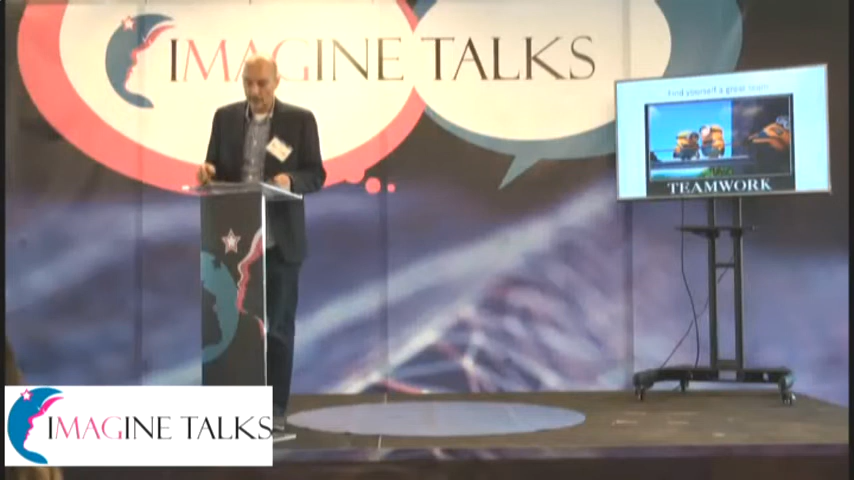 IMAGINE TALKS
Find yourself a great team
TEAMWORK
IMAGINE TALKS